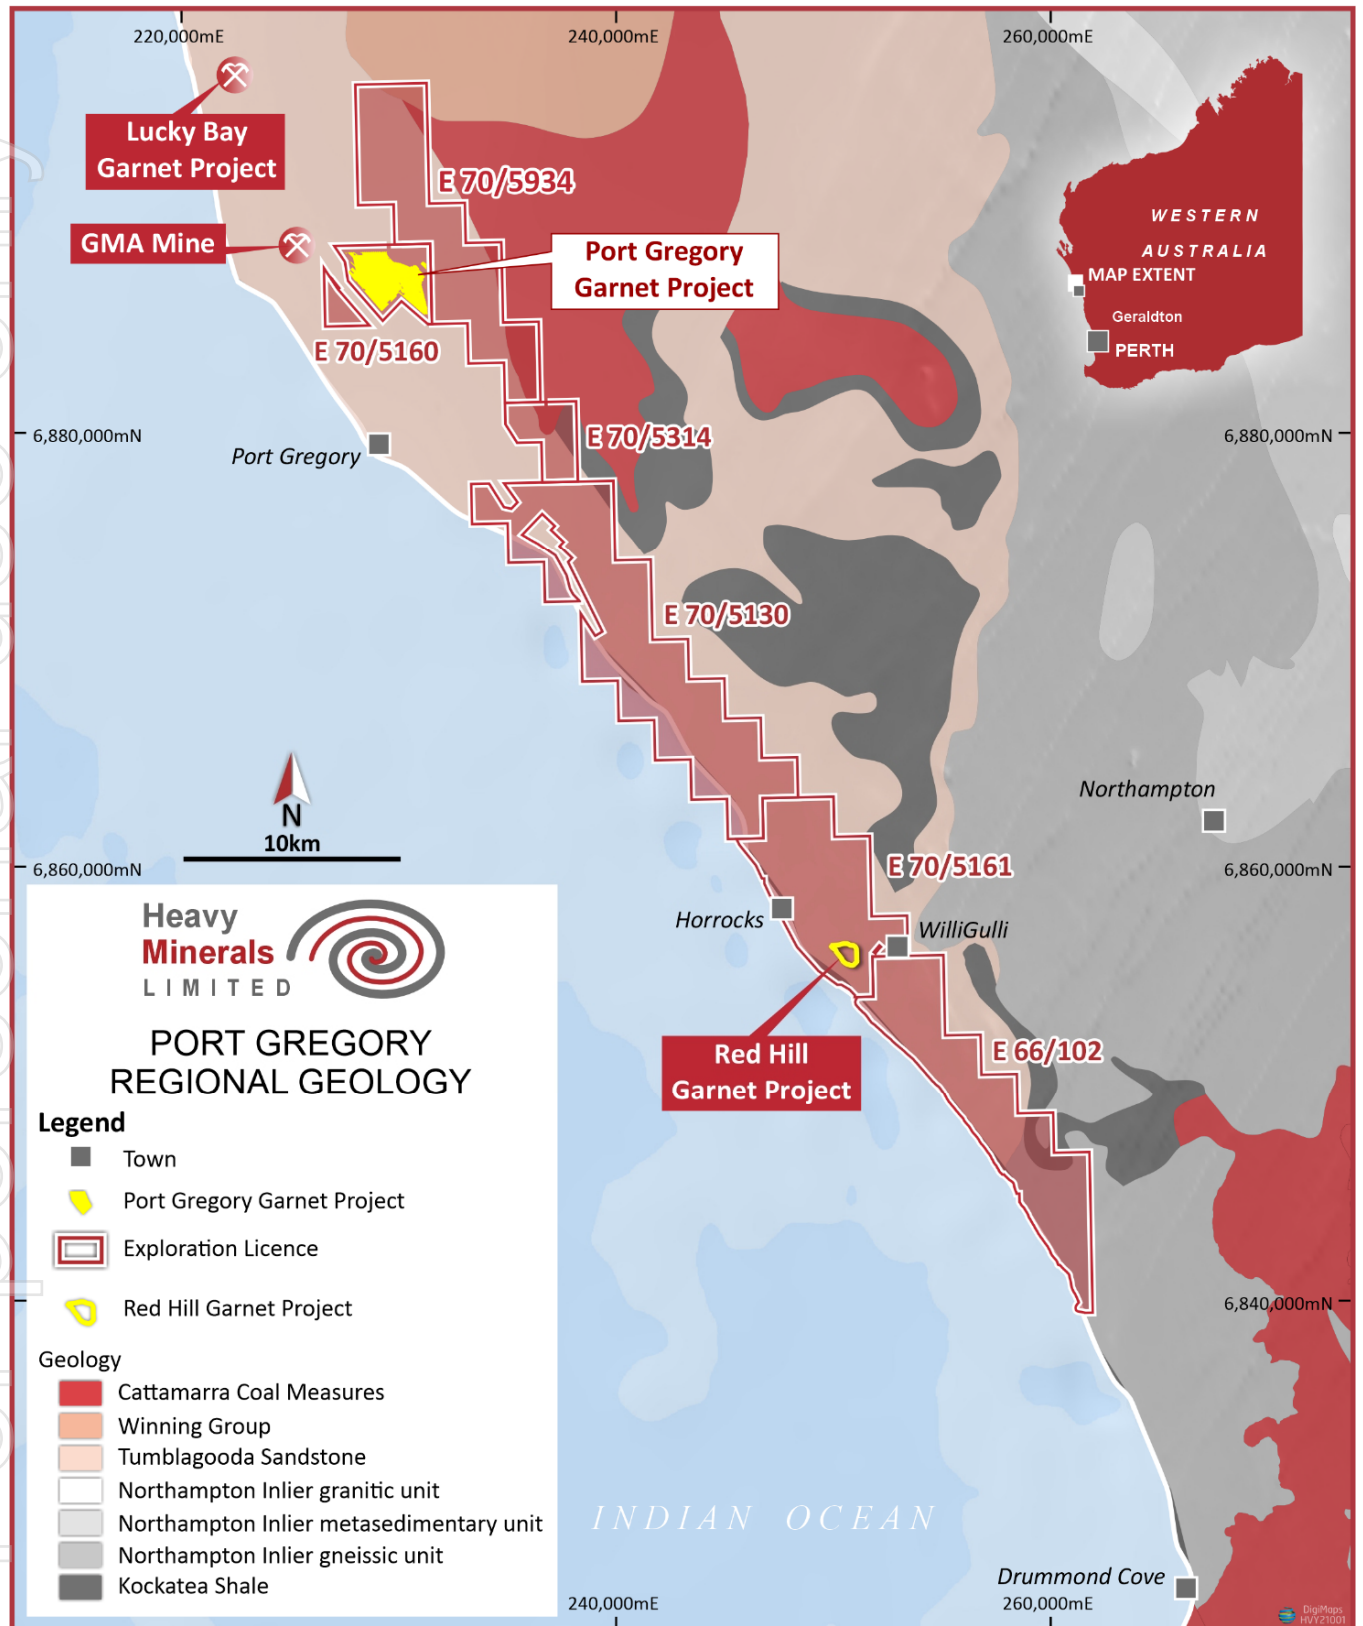 220,000mE
240,000mE
260,000mE
Lucky Bay
Garnet Project
E 70/5934
GMA Mine
Port Gregory
Garnet Project
E 70/5160
WESTERN
AUSTRALIA
MAP EXTENT
Geraldton
PERTH
6,880,000mN
6,880,000mN
Port Gregory
E 70/5314
E 70/5130
Northampton
N
10km
6,860,000mN
6,860,000mN
E 70/5161
Horrocks
WilliGulli
Red Hill
Garnet Project
E 66/102
6,840,000mN
Heavy
Minerals
LIMITED
PORT GREGORY
REGIONAL GEOLOGY
Legend
Town
Port Gregory Garnet Project
Exploration Licence
Red Hill Garnet Project
Geology
Cattamarra Coal Measures
Winning Group
Tumblagooda Sandstone
Northampton Inlier granitic unit
Northampton Inlier metasedimentary unit
Northampton Inlier gneissic unit
Kockatea Shale
INDIAN OCEAN
Drummond Cove
240,000mE
260,000mE
DigiMaps
HVY21001